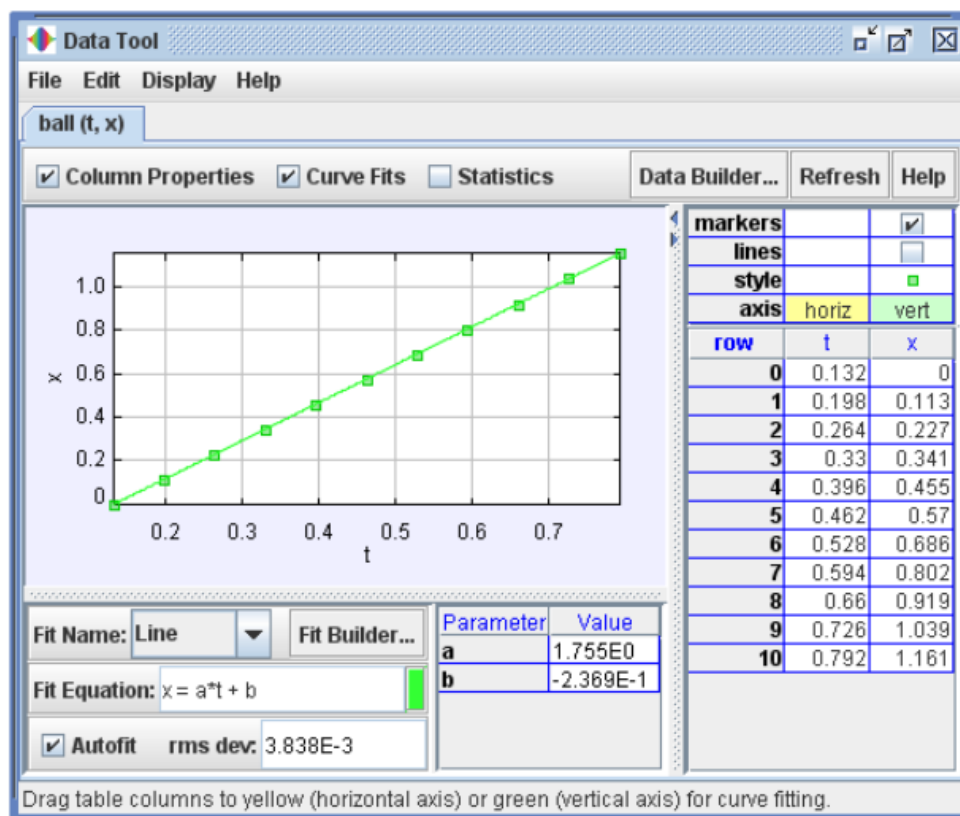 Data Tool
File Edit Display Help
ball (t, x)
Column Properties Curve Fits Statistics Data Builder... Refresh Help
markers
lines
style
axis horiz vert
row t x
0 0.132 0
1 0.198 0.113
2 0.264 0.227
3 0.33 0.341
4 0.396 0.455
5 0.462 0.57
6 0.528 0.686
7 0.594 0.802
8 0.66 0.919
9 0.726 1.039
10 0.792 1.161
1.0
0.8
x
0.6
0.4
0.2
0
0.2 0.3 0.4 0.5 0.6 0.7
t
Fit Name: Line Fit Builder...
Fit Equation: x = a*t + b
Autofit rms dev: 3.838E-3
Parameter Value
a 1.755E0
b -2.369E-1
Drag table columns to yellow (horizontal axis) or green (vertical axis) for curve fitting.